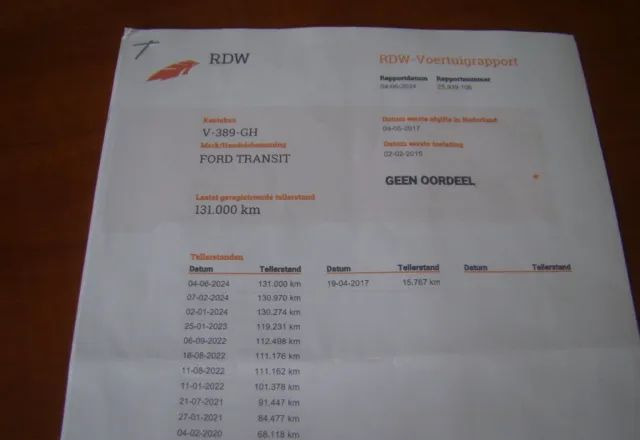 RDW
RDW-Voertuigrapport
Rapportdatum Rapportnummer
04-06-2024 25.939.106
Kenteken
V-389-GH
Merk/Handelsbenaming
FORD TRANSIT
Datum eerste afgifte in Nederland
09-05-2017
Datum eerste toelating
02-02-2015
GEEN OORDEEL *
Laatst geregistreerde tellerstand
131.000 km
Tellerstanden
Datum Tellerstand Datum Tellerstand Datum Tellerstand
04-06-2024 131.000 km 19-04-2017 15.767 km
07-02-2024 130.970 km
02-01-2024 130.274 km
25-01-2023 119.231 km
06-09-2022 112.498 km
18-08-2022 111.176 km
11-08-2022 111.162 km
11-01-2022 101.378 km
21-07-2021 91.447 km
27-01-2021 84.477 km
04-02-2020 68.118 km